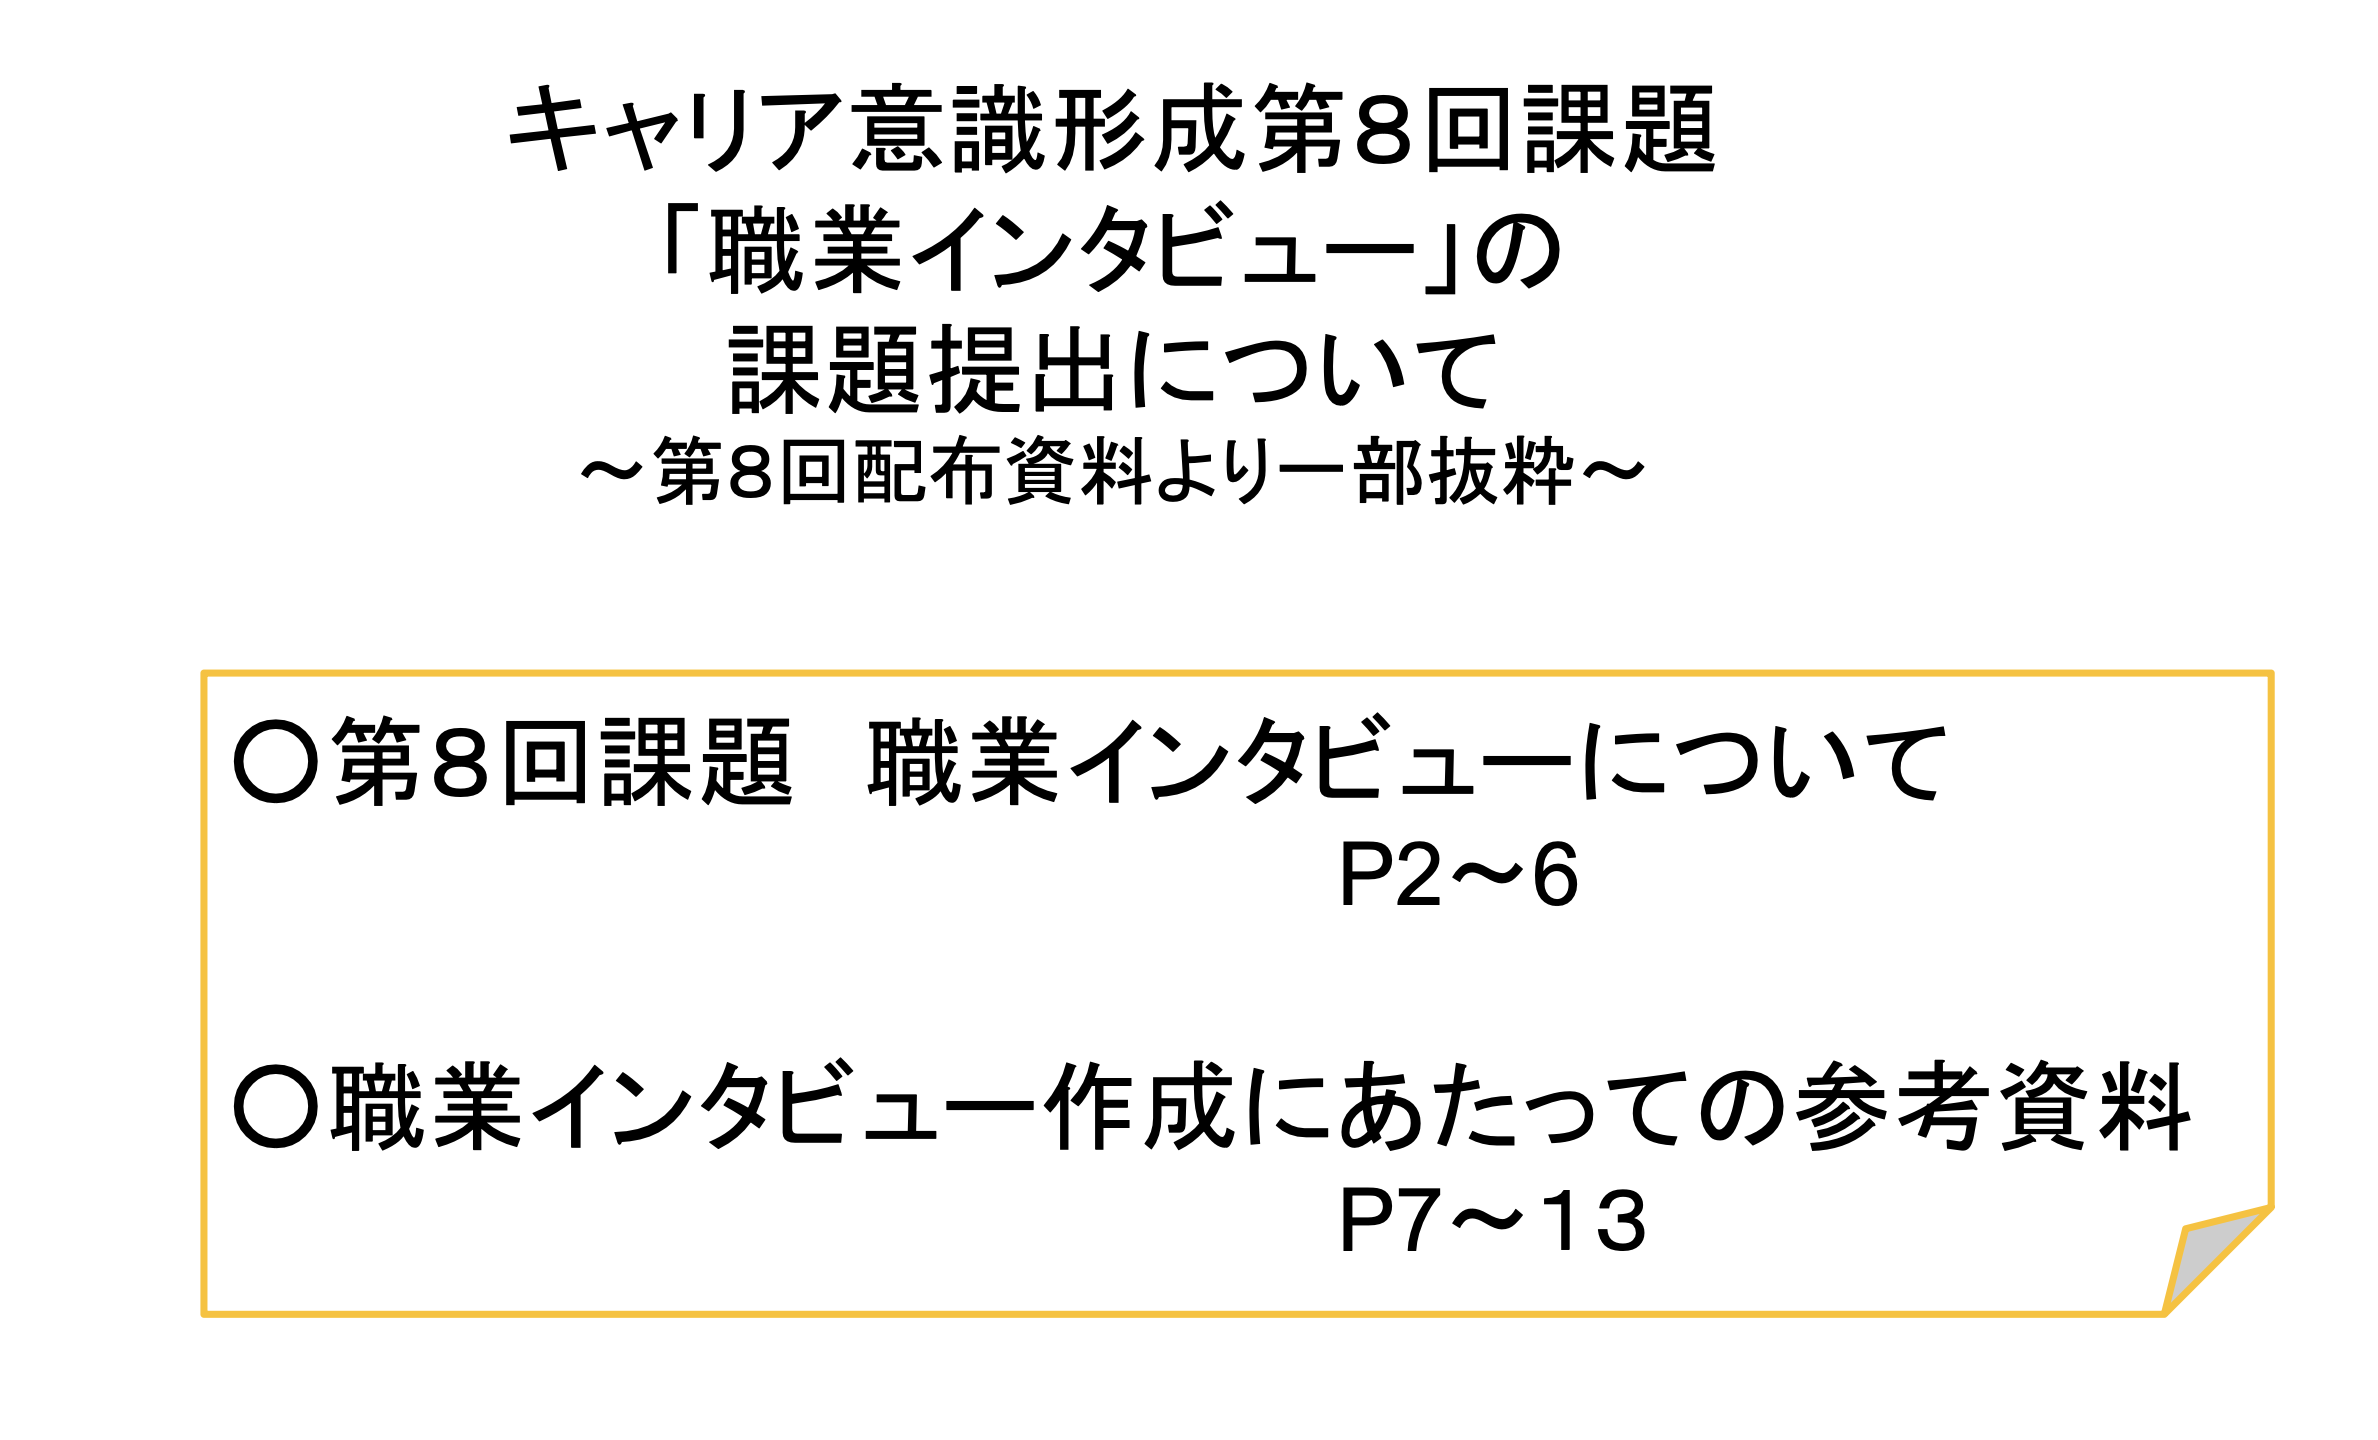 キャリア意識形成第８回課題
「職業インタビュー」の
課題提出について
～第８回配布資料より一部抜粋～
〇第８回課題　職業インタビューについて
P2～6
〇職業インタビュー作成にあたっての参考資料
P7～１３